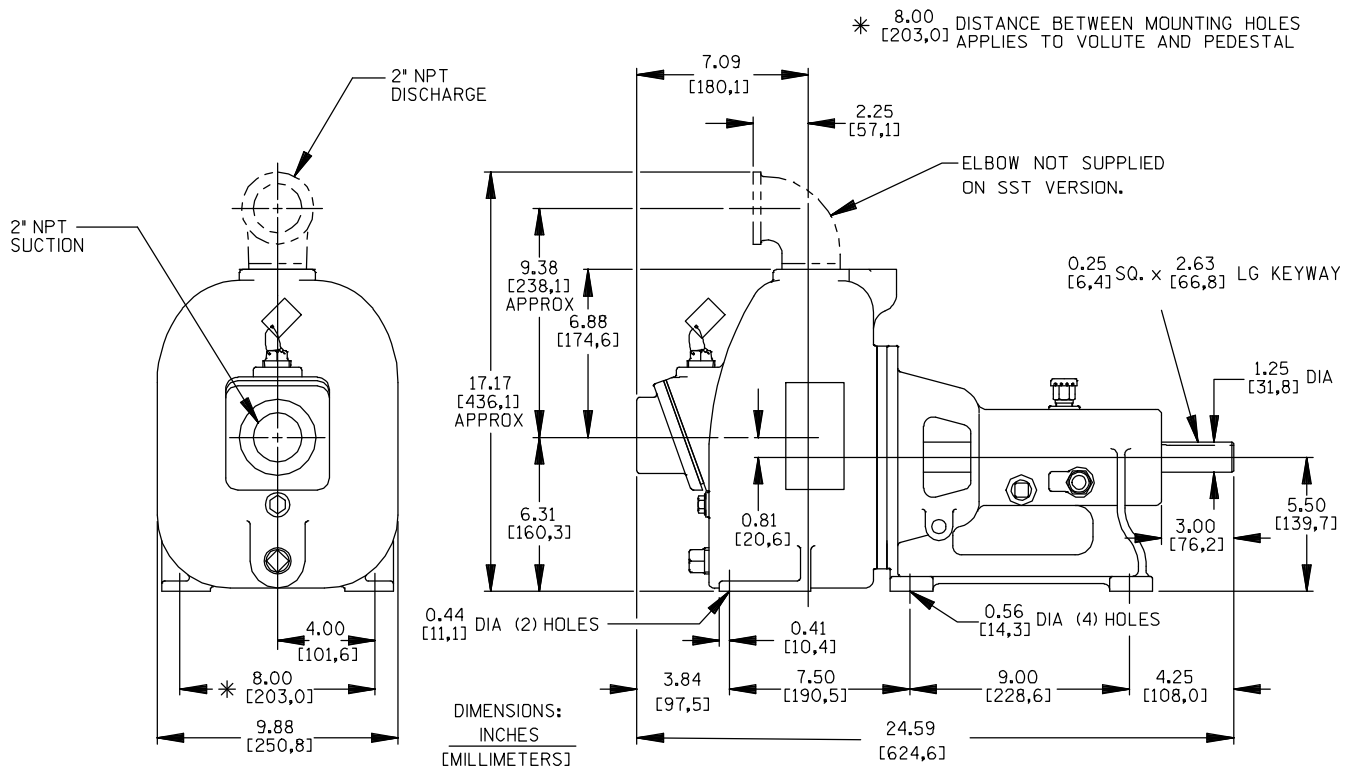 * 8.00 DISTANCE BETWEEN MOUNTING HOLES
[203,0] APPLIES TO VOLUTE AND PEDESTAL
7.09
[180,1]
2" NPT
DISCHARGE
2.25
[57,1]
ELBOW NOT SUPPLIED
ON SST VERSION.
2" NPT
SUCTION
9.38
[238,1]
APPROX
6.88
[174,6]
0.25 SQ. x 2.63 LG KEYWAY
[6,4] [66,8]
17.17
[436,1]
APPROX
1.25 DIA
[31,8]
6.31
[160,3]
0.81
[20,6]
5.50
[139,7]
3.00
[76,2]
0.44 DIA (2) HOLES
[11,1]
0.41
[10,4]
0.56 DIA (4) HOLES
[14,3]
4.00
[101,6]
* 8.00
[203,0]
9.88
[250,8]
3.84
[97,5]
7.50
[190,5]
9.00
[228,6]
4.25
[108,0]
24.59
[624,6]
DIMENSIONS:
INCHES
[MILLIMETERS]